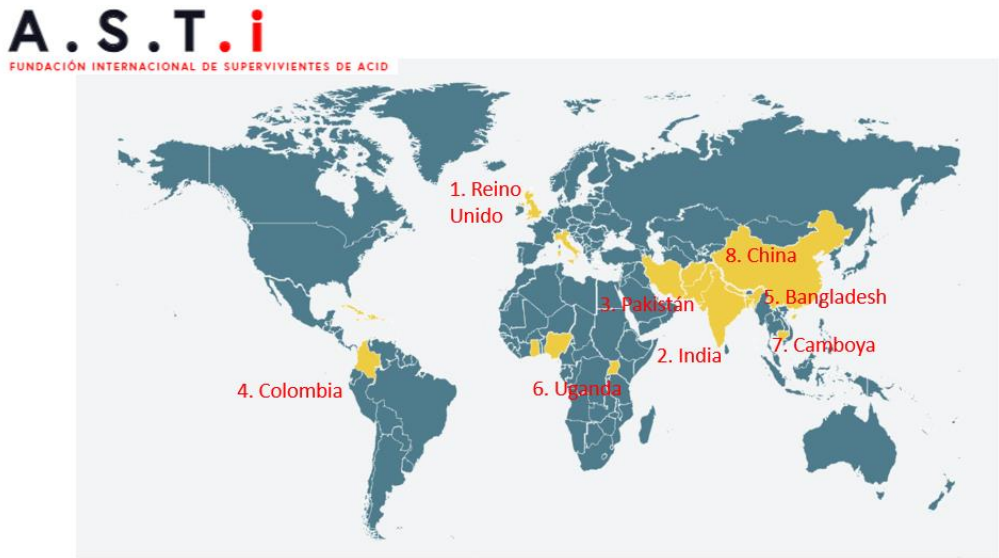 A.S.T.i
FUNDACIÓN INTERNACIONAL DE SUPERVIVIENTES DE ACID
1. Reino
Unido
8. China
3. Pakistán
5. Bangladesh
7. Camboya
2. India
6. Uganda
4. Colombia